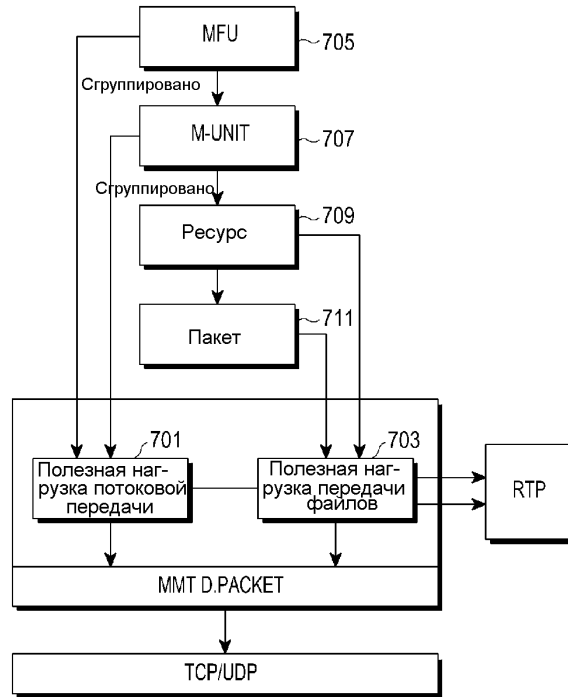 MFU
705
Сгруппировано
M-UNIT
707
Сгруппировано
709
Ресурс
711
Пакет
701
703
Полезная наг-
рузка потоковой
передачи
Полезная наг-
рузка передачи
файлов
RTP
MMT D.PACKET
TCP/UDP